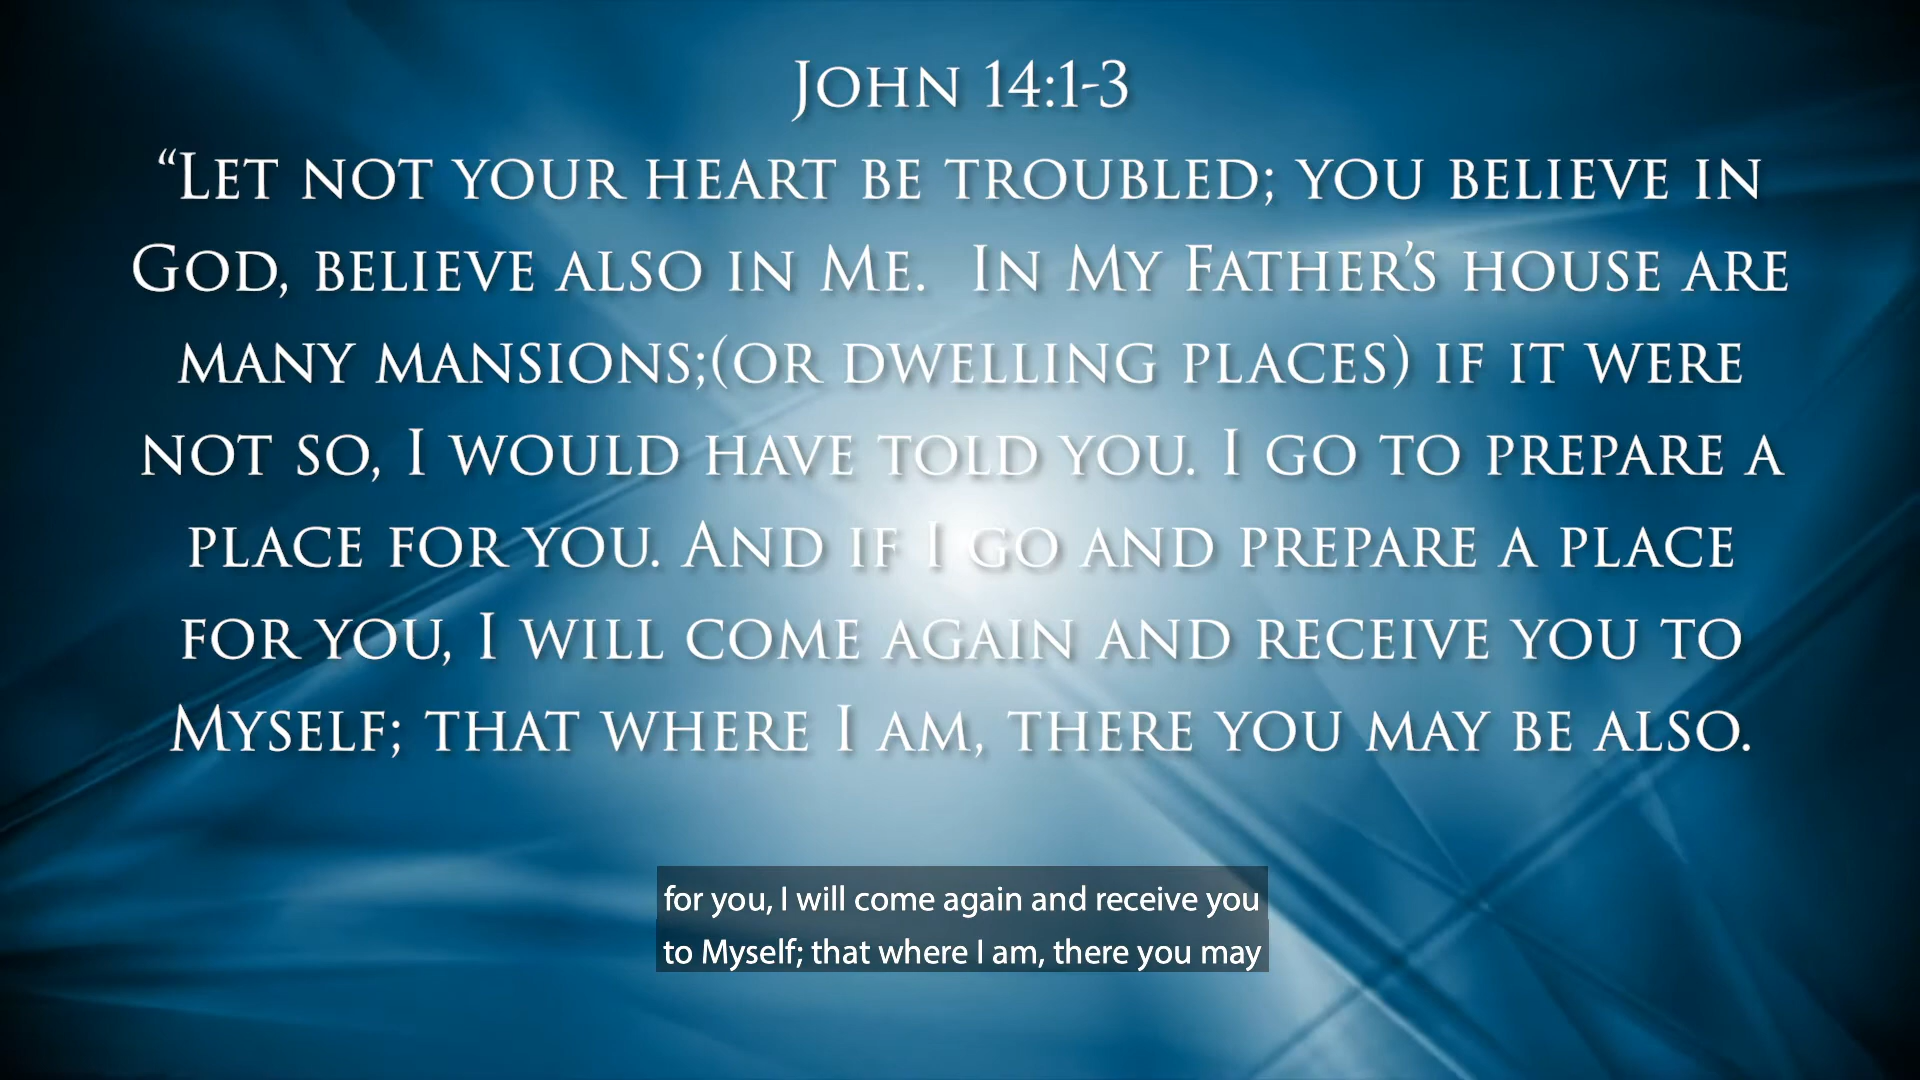 John 14:1-3
“Let not your heart be troubled; you believe in
God, believe also in Me.  In My Father’s house are
many mansions;(or dwelling places) if it were
not so, I would have told you. I go to prepare a
place for you. And if I go and prepare a place
for you, I will come again and receive you to
Myself; that where I am, there you may be also.
for you, I will come again and receive you
to Myself; that where I am, there you may